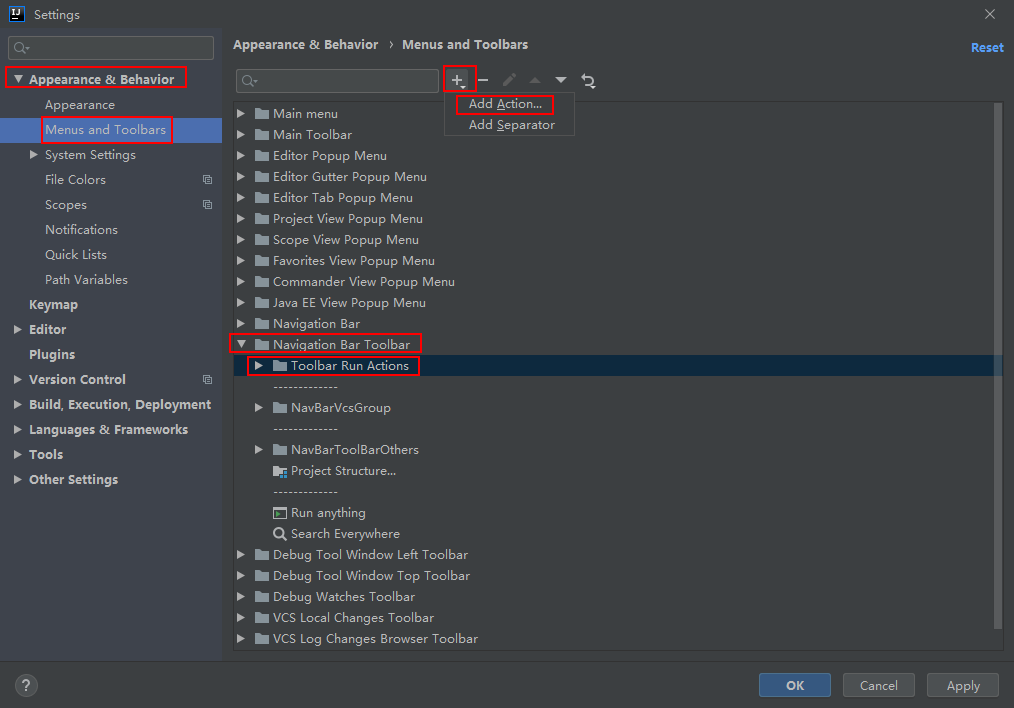 IJ
Settings
Appearance & Behavior
Appearance
Menus and Toolbars
System Settings
File Colors
Scopes
Notifications
Quick Lists
Path Variables
Keymap
Editor
Plugins
Version Control
Build, Execution, Deployment
Languages & Frameworks
Tools
Other Settings
Appearance & Behavior › Menus and Toolbars
Reset
Add Action...
Add Separator
Main menu
Main Toolbar
Editor Popup Menu
Editor Gutter Popup Menu
Editor Tab Popup Menu
Project View Popup Menu
Scope View Popup Menu
Favorites View Popup Menu
Commander View Popup Menu
Java EE View Popup Menu
Navigation Bar
Navigation Bar Toolbar
Toolbar Run Actions
-------------
NavBarVcsGroup
-------------
NavBarToolBarOthers
Project Structure...
-------------
Run anything
Search Everywhere
Debug Tool Window Left Toolbar
Debug Tool Window Top Toolbar
Debug Watches Toolbar
VCS Local Changes Toolbar
VCS Log Changes Browser Toolbar
?
OK
Cancel
Apply